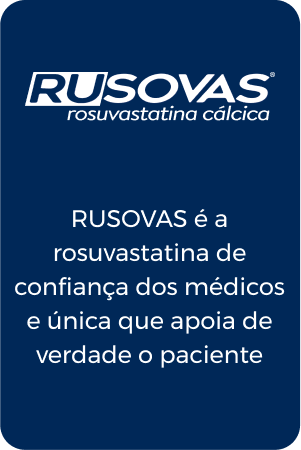 RUSOVAS®
rosuvastatina cálcica
RUSOVAS é a
rosuvastatina de
confiança dos médicos
e única que apoia de
verdade o paciente